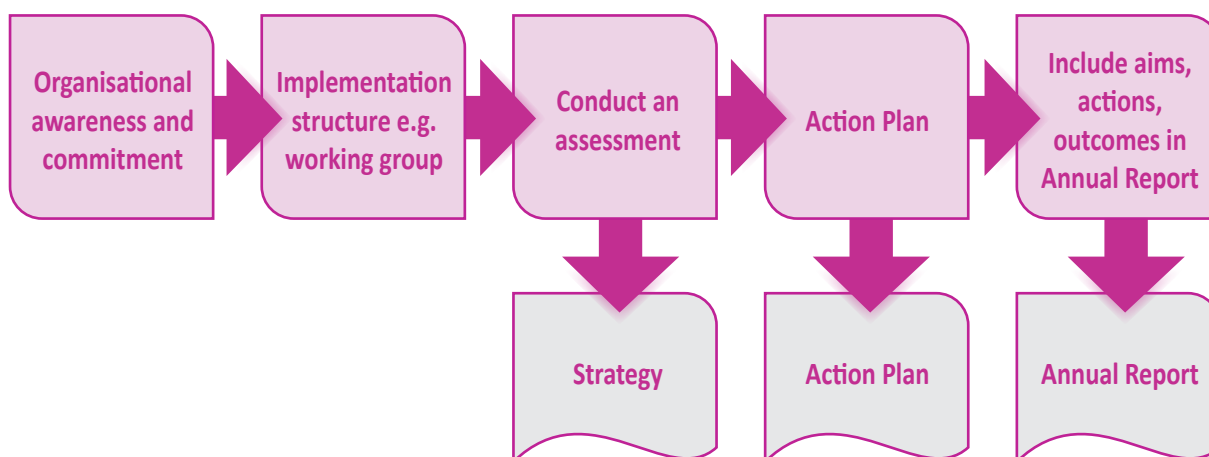 Organisational
awareness and
commitment
Implementation
structure e.g.
working group
Conduct an
assessment
Action Plan
Include aims,
actions,
outcomes in
Annual Report
Strategy
Action Plan
Annual Report